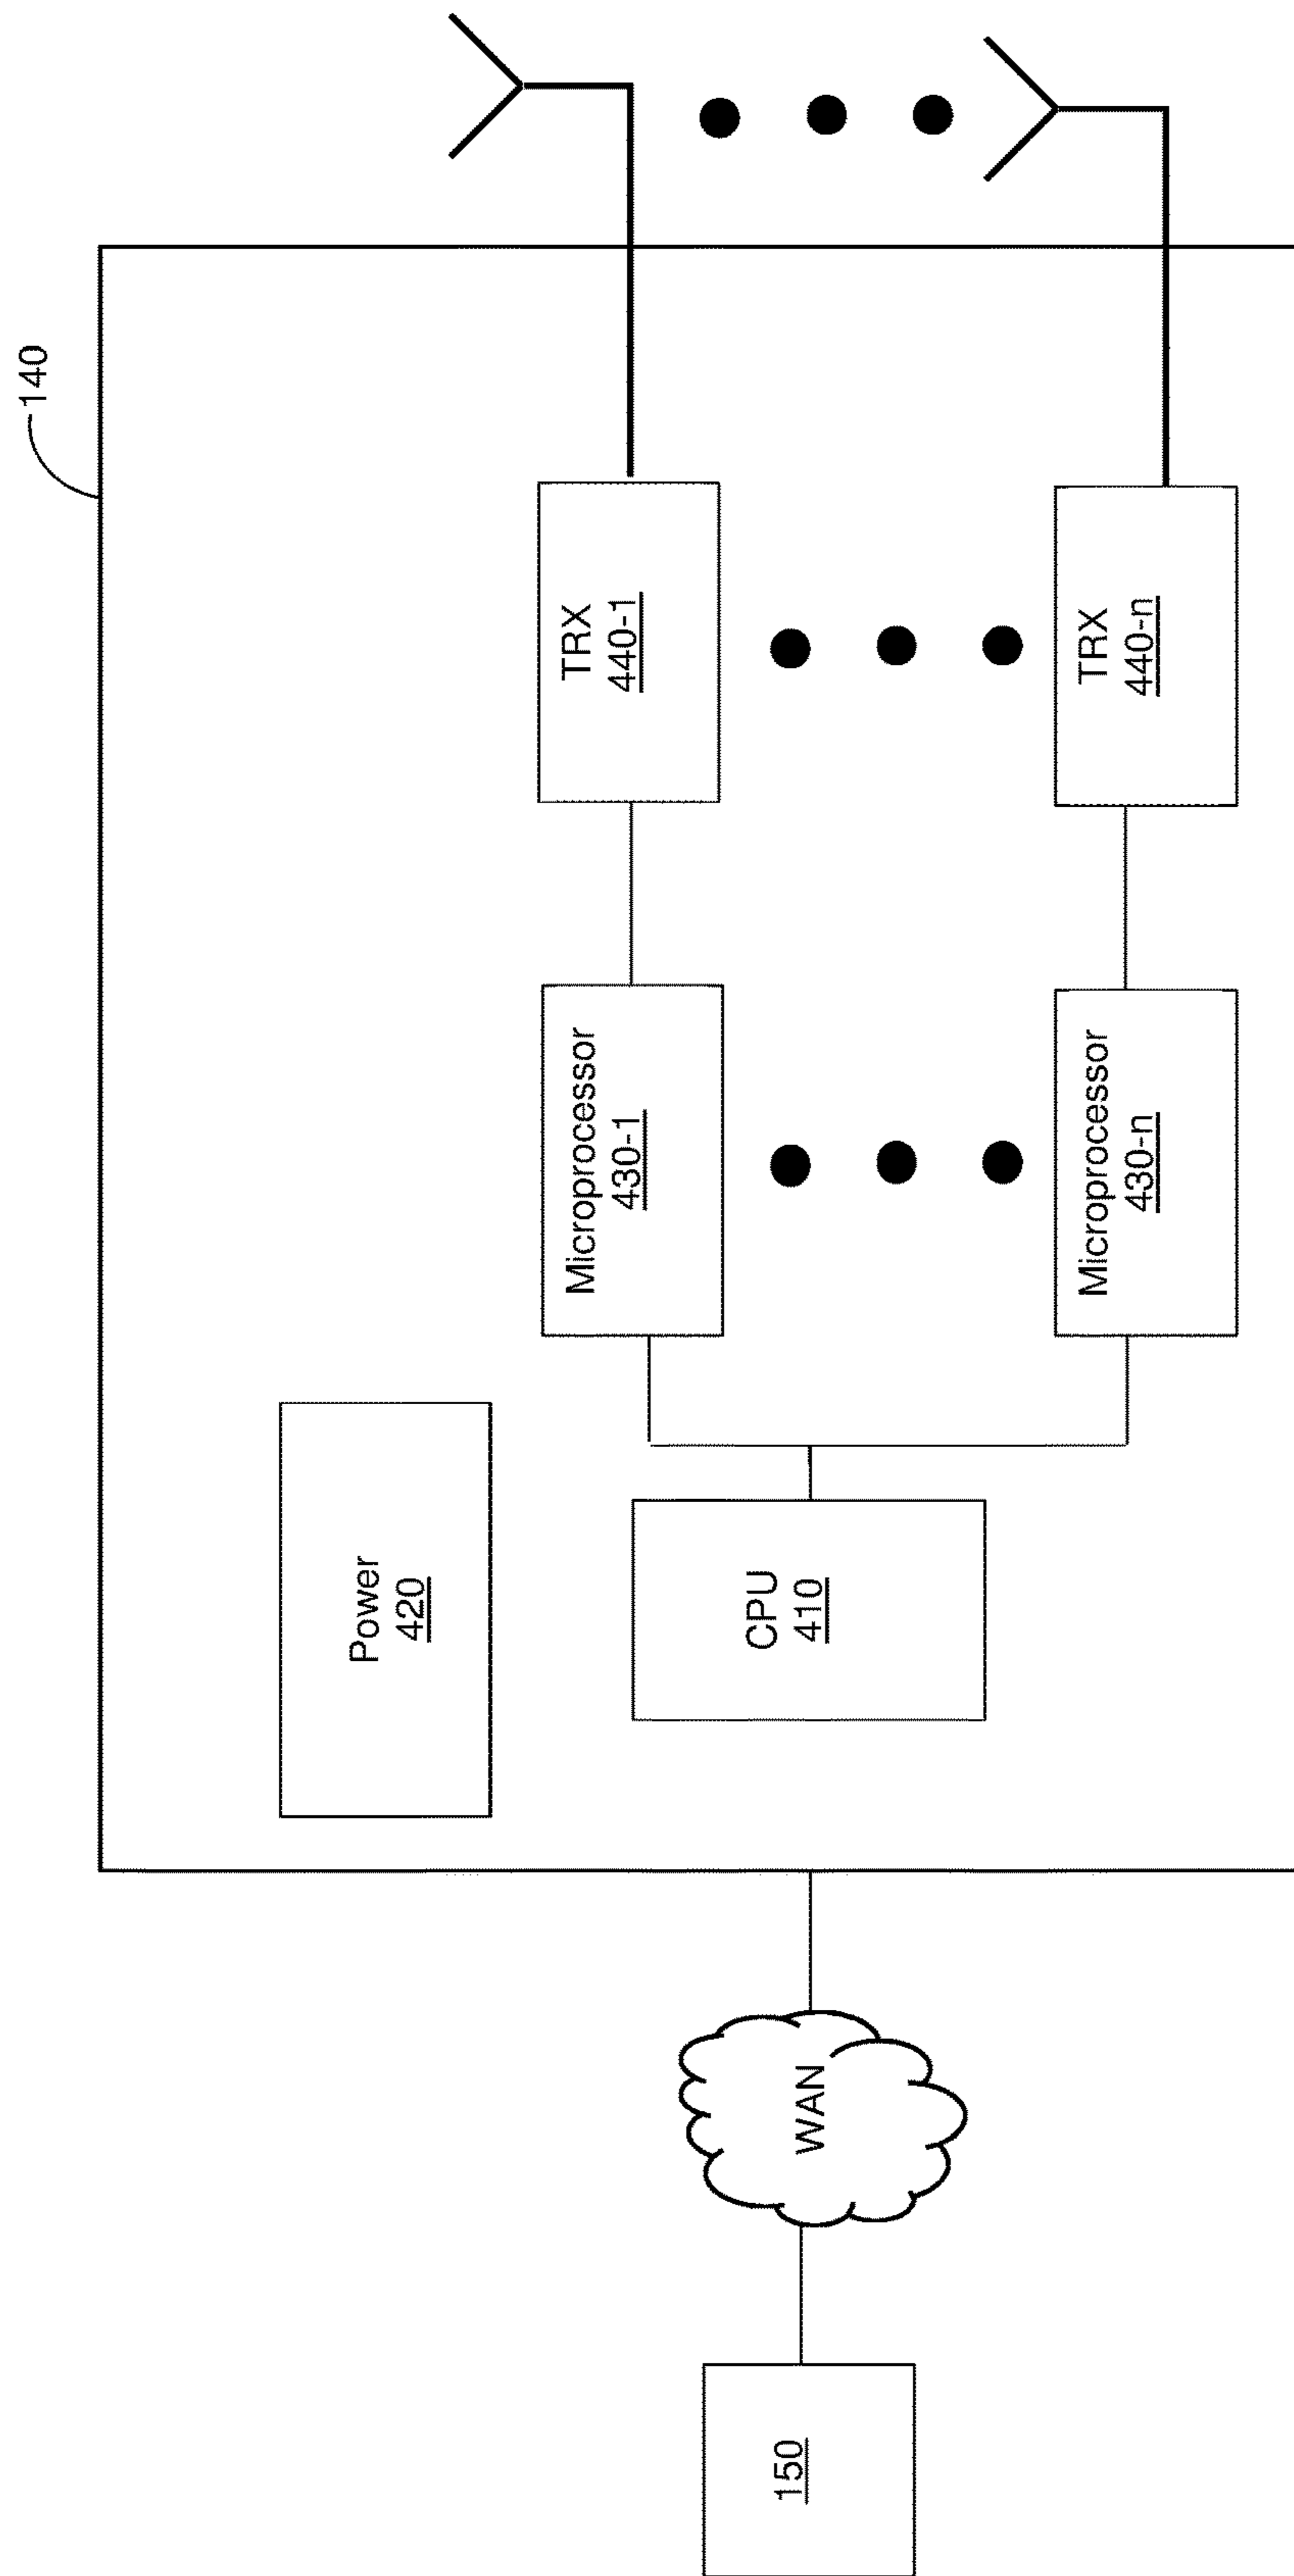 140
Power
420
CPU
410
Microprocessor
430-1
TRX
440-1
Microprocessor
430-n
TRX
440-n
WAN
150